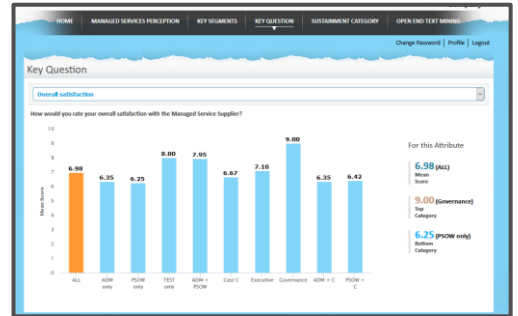 HOME MANAGED SERVICES PERCEPTION KEY SEGMENTS KEY QUESTION SUSTAINMENT CATEGORY OPEN END TEXT MINING
Change Password | Profile | Logout
Key Question
Overall satisfaction
How would you rate your overall satisfaction with the Managed Service Supplier?
Mean Score
10
9
8
7
6
5
4
3
2
1
0
6.98
6.35
6.25
8.00
7.95
6.67
7.10
9.00
6.35
6.42
ALL
ADM only
PSOW only
TEST only
ADM + PSOW
Cast C
Executive
Governance
ADM + C
PSOW + C
For this Attribute
6.98 (ALL)
Mean
Score
9.00 (Governance)
Top
Category
6.25 (PSOW only)
Bottom
Category